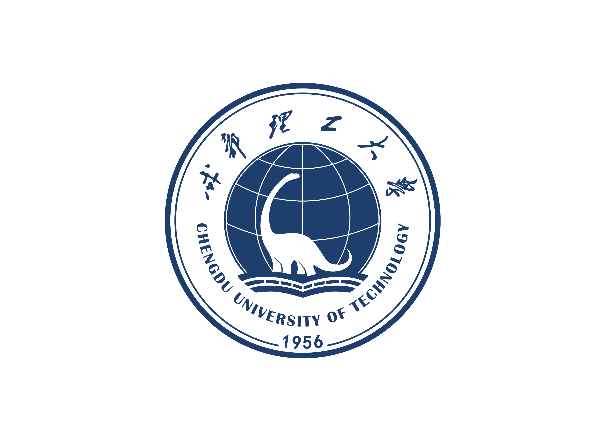 成都理工大学
CHENGDU UNIVERSITY OF TECHNOLOGY
1956